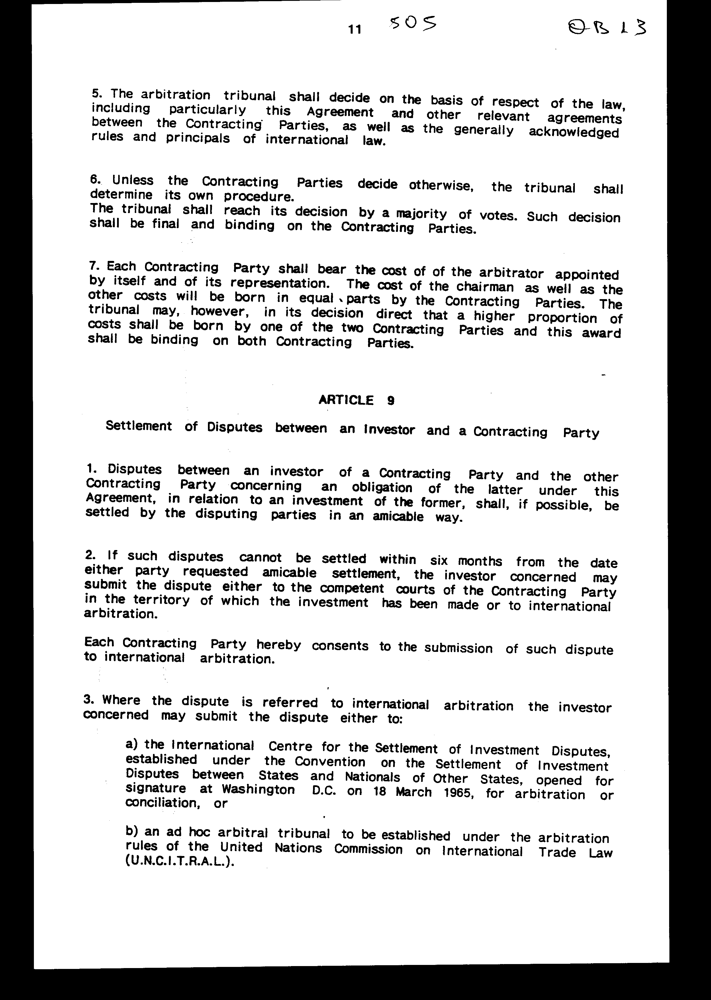 11 505 OB 13
5. The arbitration tribunal shall decide on the basis of respect of the law,
including particularly this Agreement and other relevant agreements
between the Contracting Parties, as well as the generally acknowledged
rules and principals of international law.
6. Unless the Contracting Parties decide otherwise, the tribunal shall
determine its own procedure.
The tribunal shall reach its decision by a majority of votes. Such decision
shall be final and binding on the Contracting Parties.
7. Each Contracting Party shall bear the cost of of the arbitrator appointed
by itself and of its representation. The cost of the chairman as well as the
other costs will be born in equal parts by the Contracting Parties. The
tribunal may, however, in its decision direct that a higher proportion of
costs shall be born by one of the two Contracting Parties and this award
shall be binding on both Contracting Parties.
ARTICLE 9
Settlement of Disputes between an Investor and a Contracting Party
1. Disputes between an investor of a Contracting Party and the other
Contracting Party concerning an obligation of the latter under this
Agreement, in relation to an investment of the former, shall, if possible, be
settled by the disputing parties in an amicable way.
2. If such disputes cannot be settled within six months from the date
either party requested amicable settlement, the investor concerned may
submit the dispute either to the competent courts of the Contracting Party
in the territory of which the investment has been made or to international
arbitration.
Each Contracting Party hereby consents to the submission of such dispute
to international arbitration.
3. Where the dispute is referred to international arbitration the investor
concerned may submit the dispute either to:
a) the International Centre for the Settlement of Investment Disputes,
established under the Convention on the Settlement of Investment
Disputes between States and Nationals of Other States, opened for
signature at Washington D.C. on 18 March 1965, for arbitration or
conciliation, or
b) an ad hoc arbitral tribunal to be established under the arbitration
rules of the United Nations Commission on International Trade Law
(U.N.C.I.T.R.A.L.).